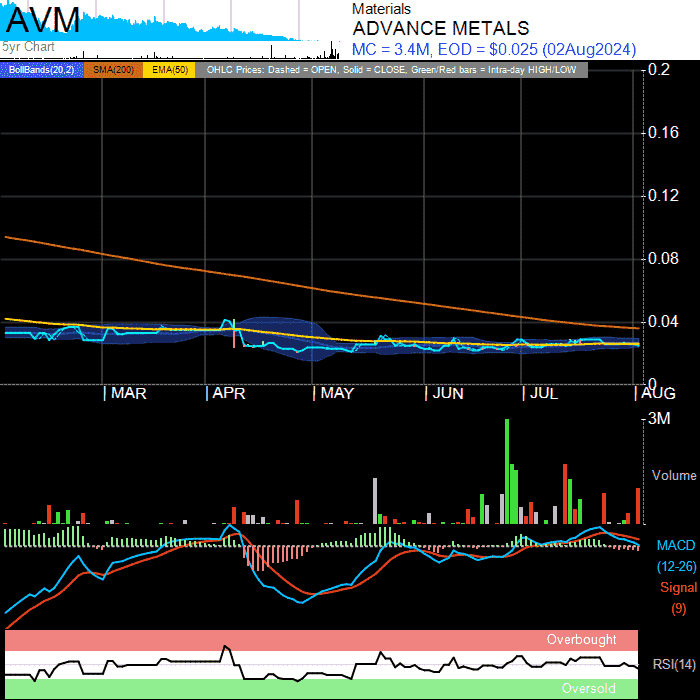 AVM
5yr Chart
Materials
ADVANCE METALS
MC = 3.4M, EOD = $0.025 (02Aug2024)
BollBands(20,2) SMA(200) EMA(50) OHLC Prices: Dashed = OPEN, Solid = CLOSE, Green/Red bars = Intra-day HIGH/LOW
0.2
0.16
0.12
0.08
0.04
0
MAR APR MAY JUN JUL AUG
3M
Volume
MACD
(12-26)
Signal
(9)
Overbought
RSI(14)
Oversold